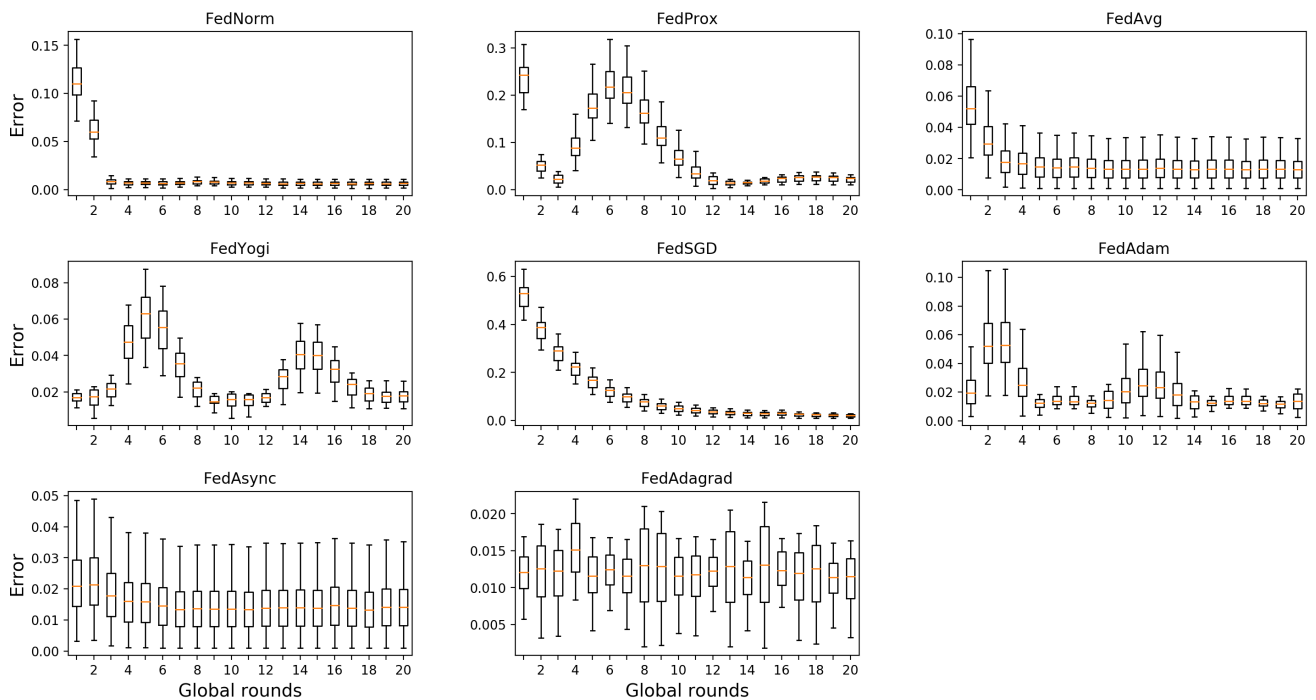 FedNorm FedProx FedAvg
Error
0.15
0.10
0.05
0.00
2 4 6 8 10 12 14 16 18 20
0.3
0.2
0.1
0.0
2 4 6 8 10 12 14 16 18 20
0.10
0.08
0.06
0.04
0.02
0.00
2 4 6 8 10 12 14 16 18 20
FedYogi FedSGD FedAdam
Error
0.08
0.06
0.04
0.02
2 4 6 8 10 12 14 16 18 20
0.6
0.4
0.2
0.0
2 4 6 8 10 12 14 16 18 20
0.10
0.08
0.06
0.04
0.02
0.00
2 4 6 8 10 12 14 16 18 20
FedAsync FedAdagrad
Error
0.05
0.04
0.03
0.02
0.01
0.00
2 4 6 8 10 12 14 16 18 20
Global rounds
0.020
0.015
0.010
0.005
2 4 6 8 10 12 14 16 18 20
Global rounds